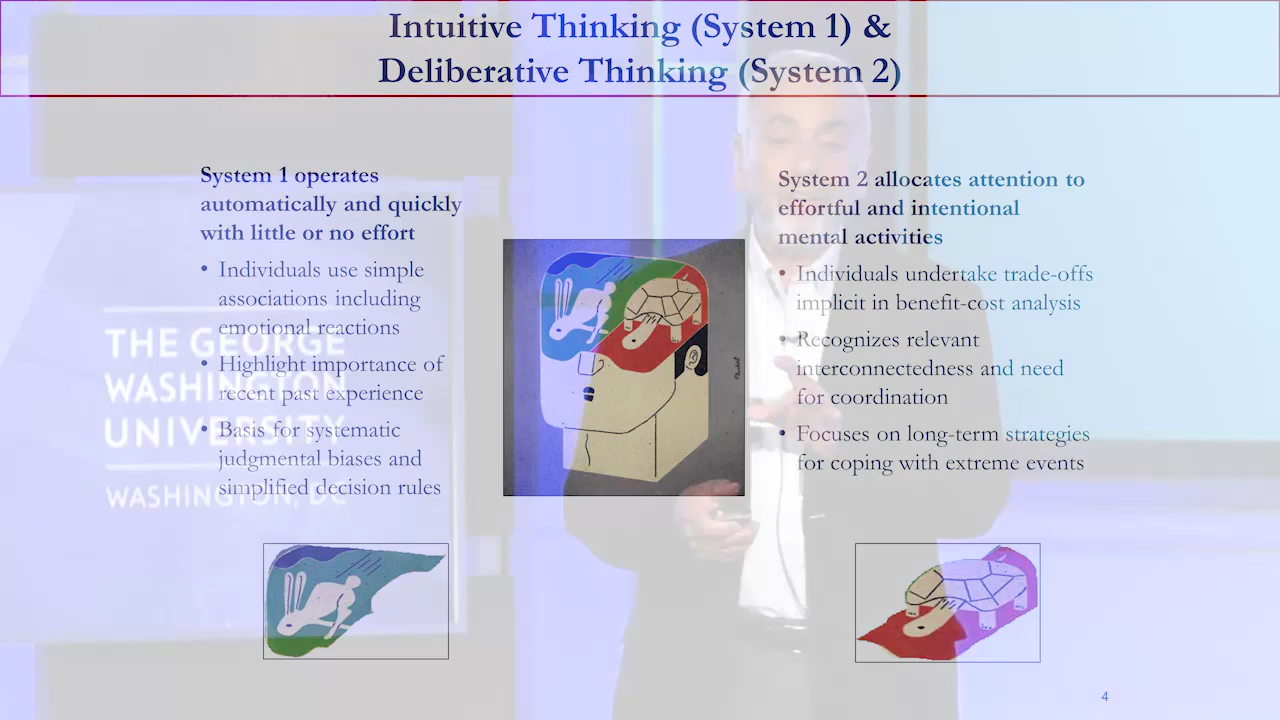 Intuitive Thinking (System 1) &
Deliberative Thinking (System 2)
System 1 operates
automatically and quickly
with little or no effort
• Individuals use simple
associations including
emotional reactions
• Highlight importance of
recent past experience
• Basis for systematic
judgmental biases and
simplified decision rules
System 2 allocates attention to
effortful and intentional
mental activities
• Individuals undertake trade-offs
implicit in benefit-cost analysis
• Recognizes relevant
interconnectedness and need
for coordination
• Focuses on long-term strategies
for coping with extreme events
THE GEORGE
WASHINGTON
UNIVERSITY
WASHINGTON, DC
4